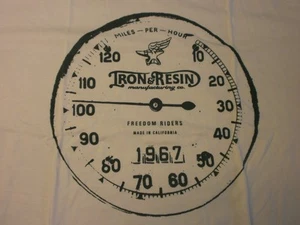 MILES-PER-HOUR
120 10
110 IRON & RESIN 20
manufacturing co.
100 30
FREEDOM RIDERS
90 MADE IN CALIFORNIA 40
1967
80 50
70 60